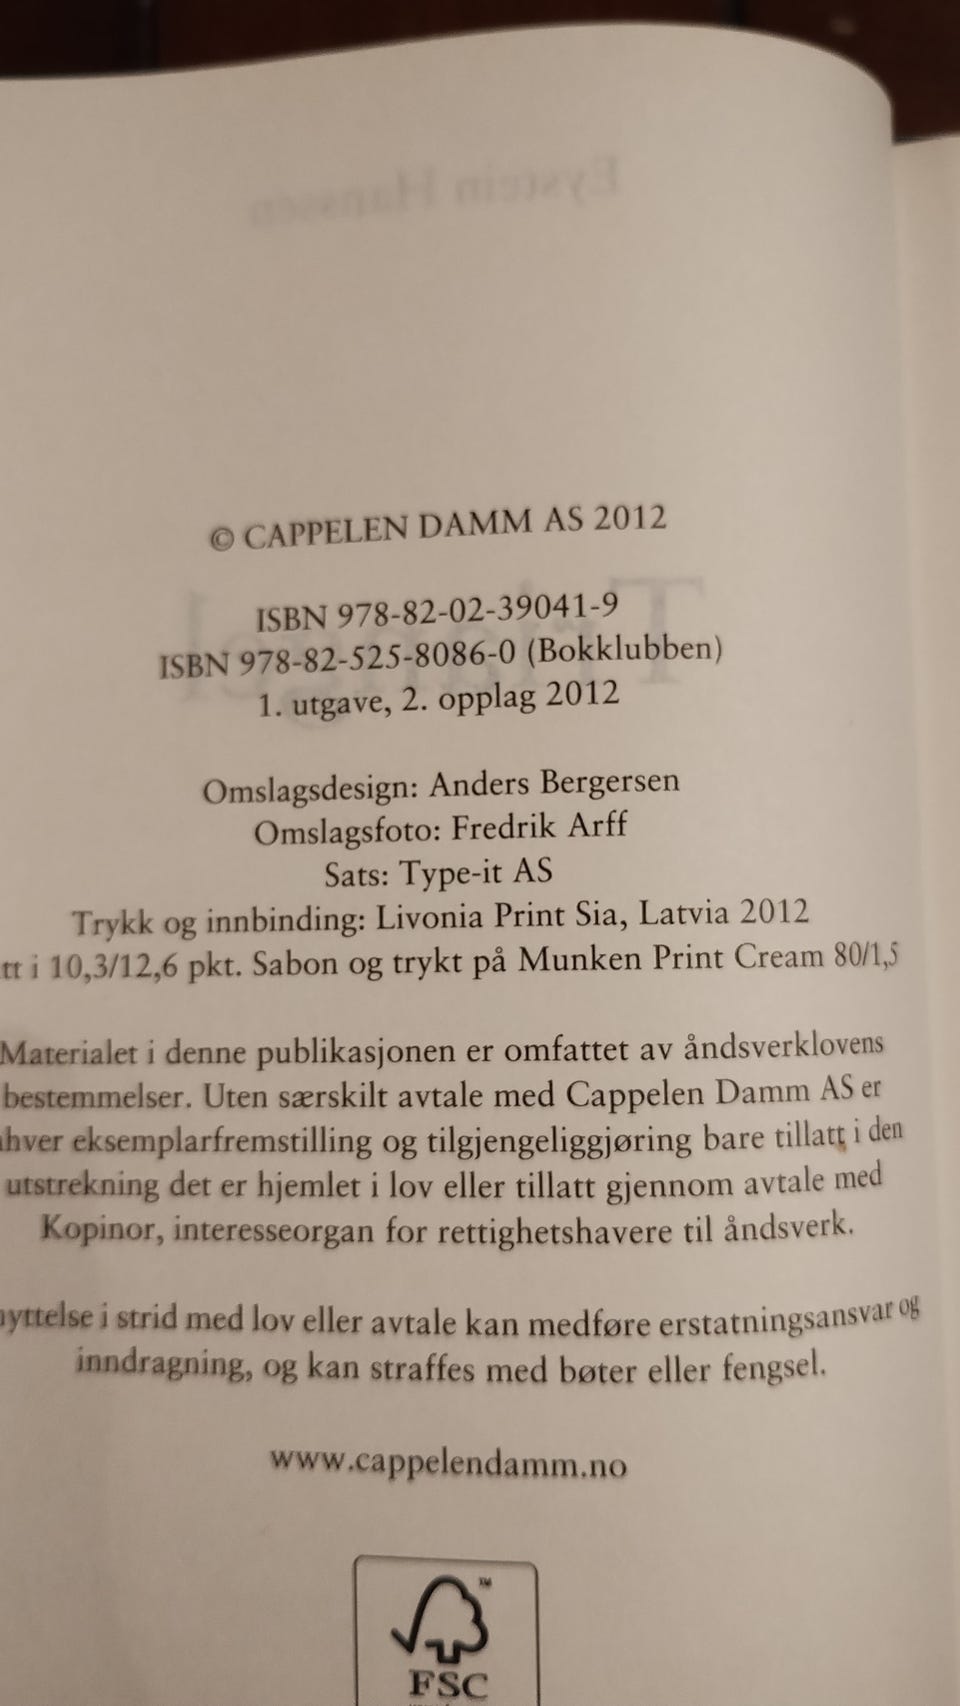 Eystein Hanssen
© CAPPELEN DAMM AS 2012
ISBN 978-82-02-39041-9
ISBN 978-82-525-8086-0 (Bokklubben)
1. utgave, 2. opplag 2012
Omslagsdesign: Anders Bergersen
Omslagsfoto: Fredrik Arff
Sats: Type-it AS
Trykk og innbinding: Livonia Print Sia, Latvia 2012
tt i 10,3/12,6 pkt. Sabon og trykt på Munken Print Cream 80/1,5
Materialet i denne publikasjonen er omfattet av åndsverklovens
bestemmelser. Uten særskilt avtale med Cappelen Damm AS er
hver eksemplarfremstilling og tilgjengeliggjøring bare tillatt i den
utstrekning det er hjemlet i lov eller tillatt gjennom avtale med
Kopinor, interesseorgan for rettighetshavere til åndsverk.
yttelse i strid med lov eller avtale kan medføre erstatningsansvar og
inndragning, og kan straffes med bøter eller fengsel.
www.cappelendamm.no
™
FSC